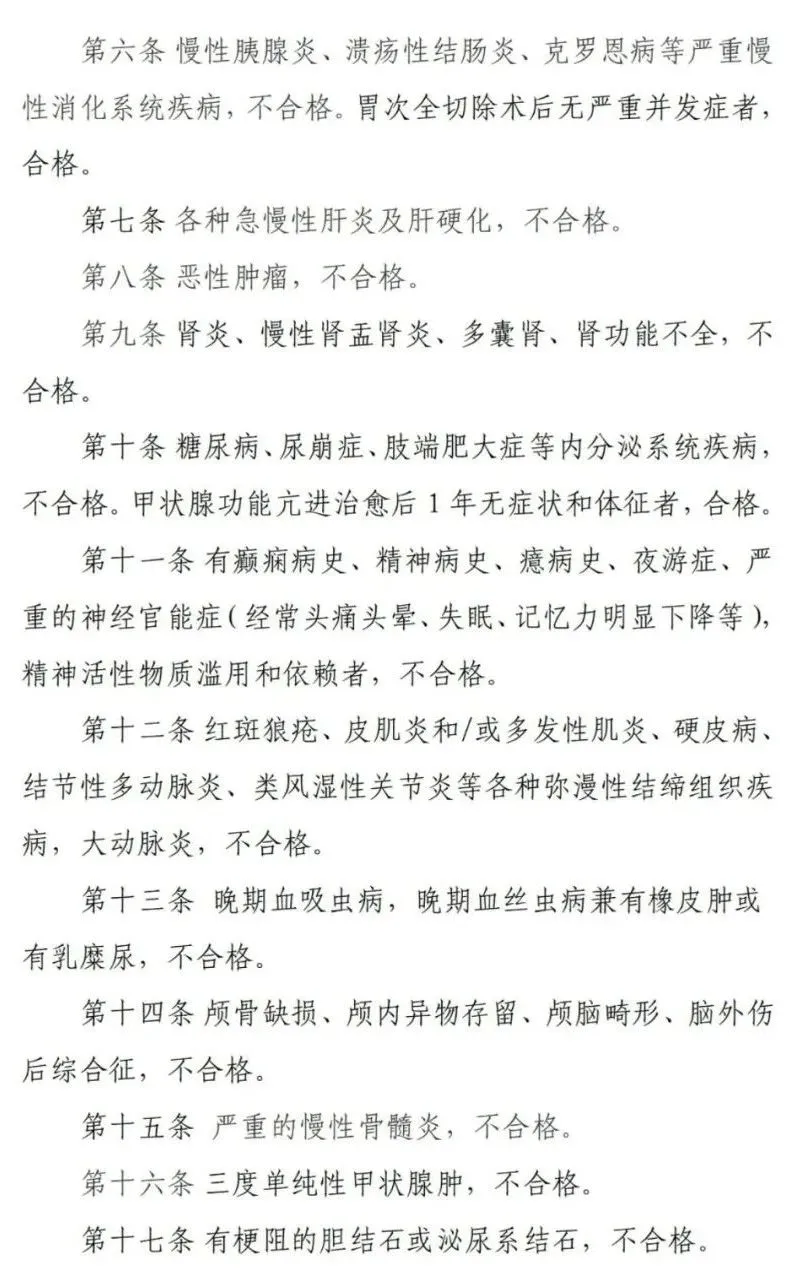 第六条 慢性胰腺炎、溃疡性结肠炎、克罗恩病等严重慢
性消化系统疾病，不合格。胃次全切除术后无严重并发症者，
合格。
第七条 各种急慢性肝炎及肝硬化，不合格。
第八条 恶性肿瘤，不合格。
第九条 肾炎、慢性肾盂肾炎、多囊肾、肾功能不全，不
合格。
第十条 糖尿病、尿崩症、肢端肥大症等内分泌系统疾病，
不合格。甲状腺功能亢进治愈后 1 年无症状和体征者，合格。
第十一条 有癫痫病史、精神病史、癔病史、夜游症、严
重的神经官能症（经常头痛头晕、失眠、记忆力明显下降等），
精神活性物质滥用和依赖者，不合格。
第十二条 红斑狼疮、皮肌炎和/或多发性肌炎、硬皮病、
结节性多动脉炎、类风湿性关节炎等各种弥漫性结缔组织疾
病，大动脉炎，不合格。
第十三条 晚期血吸虫病，晚期血丝虫病兼有橡皮肿或
有乳糜尿，不合格。
第十四条 颅骨缺损、颅内异物存留、颅脑畸形、脑外伤
后综合征，不合格。
第十五条 严重的慢性骨髓炎，不合格。
第十六条 三度单纯性甲状腺肿，不合格。
第十七条 有梗阻的胆结石或泌尿系结石，不合格。